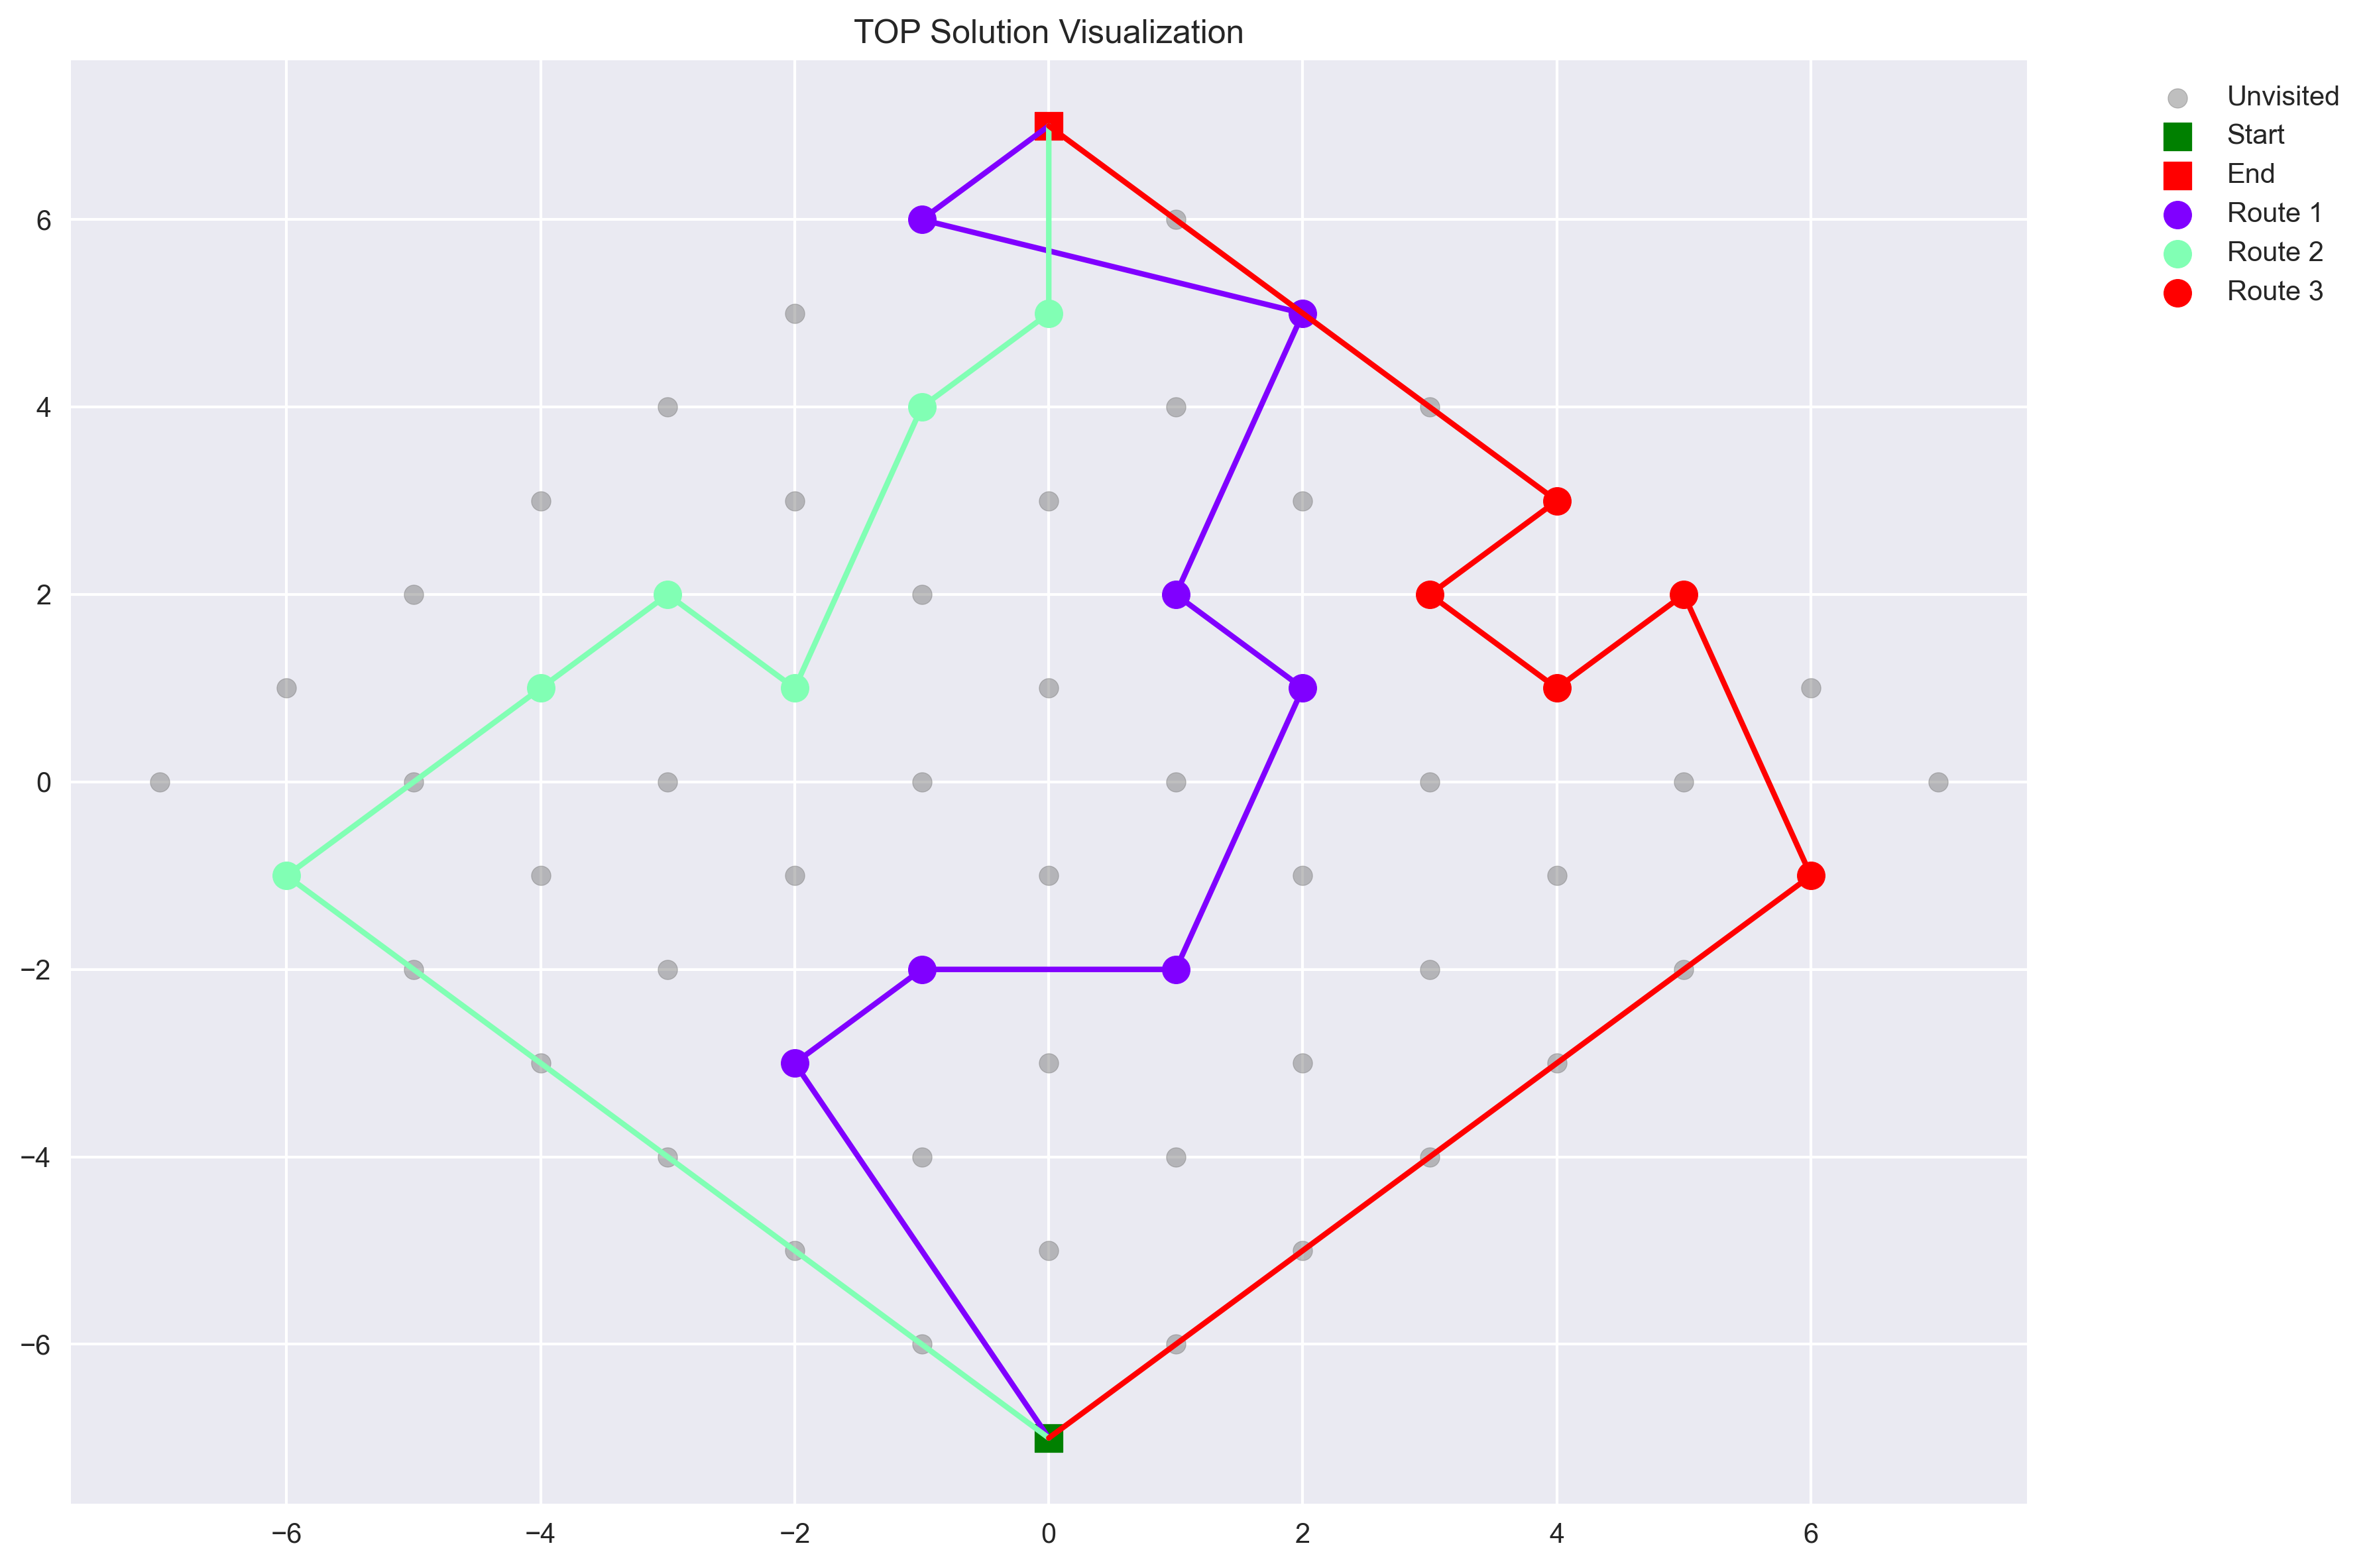 TOP Solution Visualization
Unvisited
Start
End
Route 1
Route 2
Route 3
6
4
2
0
−2
−4
−6
−6 −4 −2 0 2 4 6